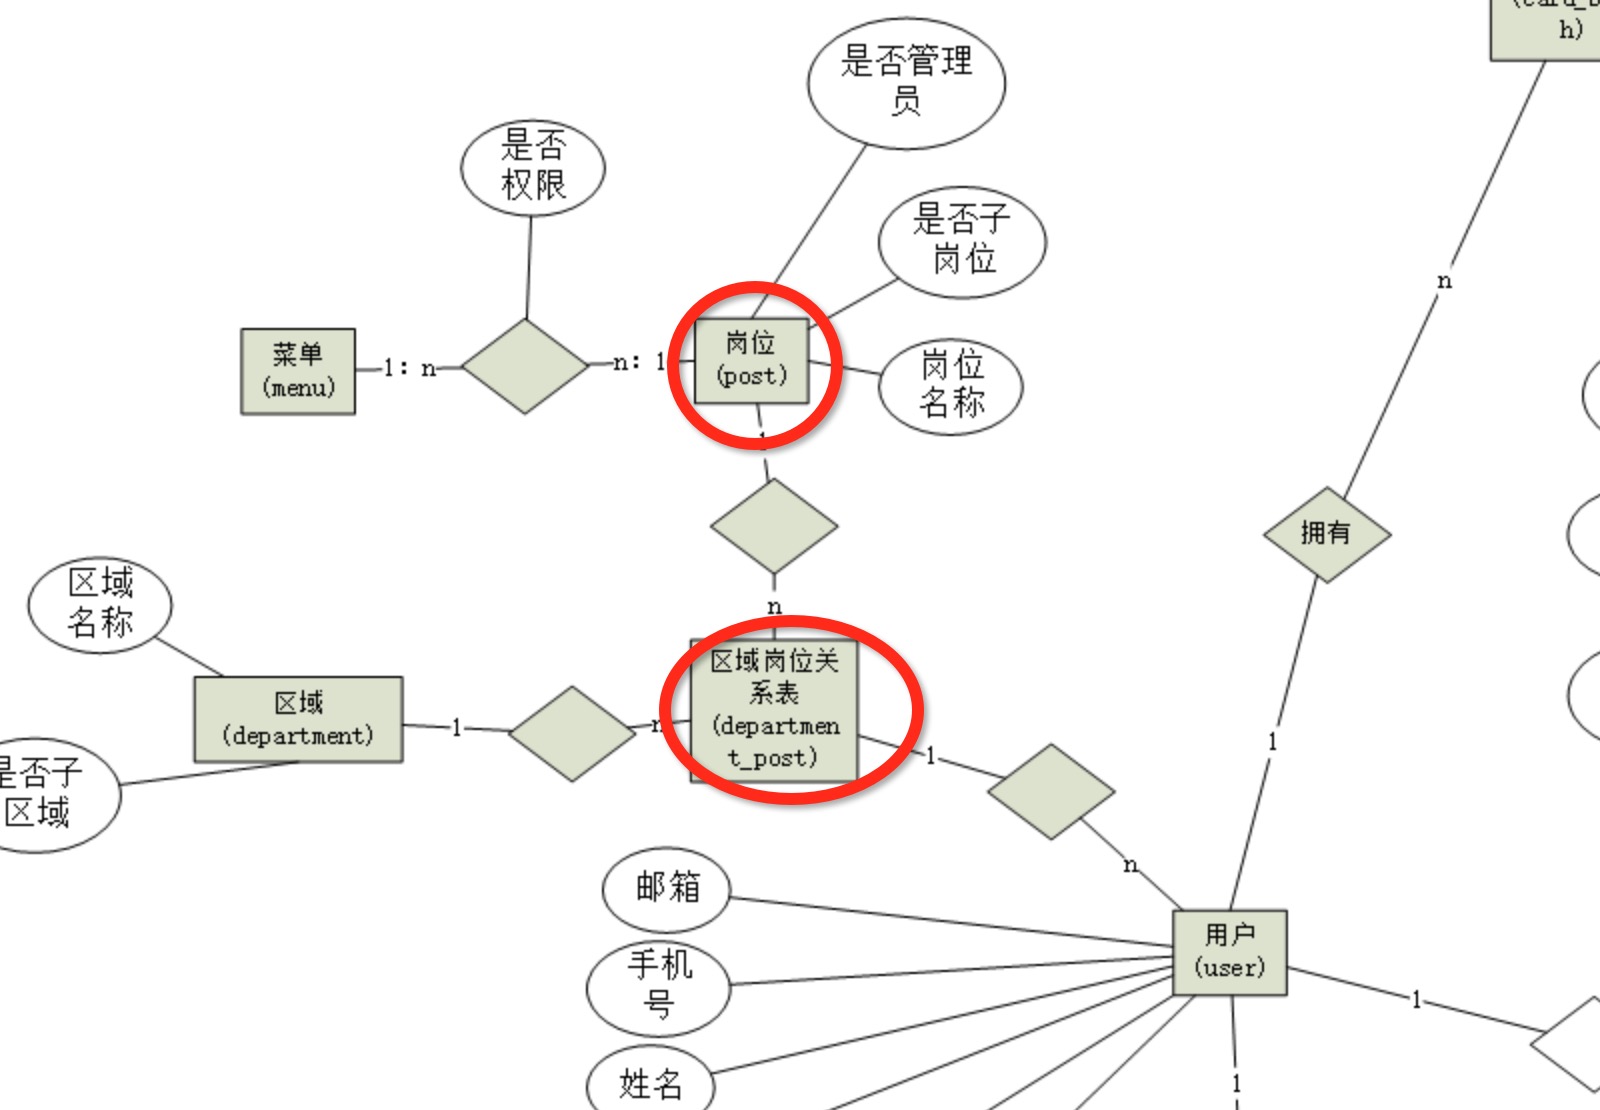 h)
是否管理
员
是否
权限
是否子
岗位
n
菜单
(menu)
1: n
n: 1
岗位
(post)
岗位
名称
拥有
区域
名称
n
区域岗位关
系表
(departmen
t_post)
区域
(department)
1
n
1
1
是否子
区域
n
邮箱
用户
(user)
手机
号
1
姓名
1